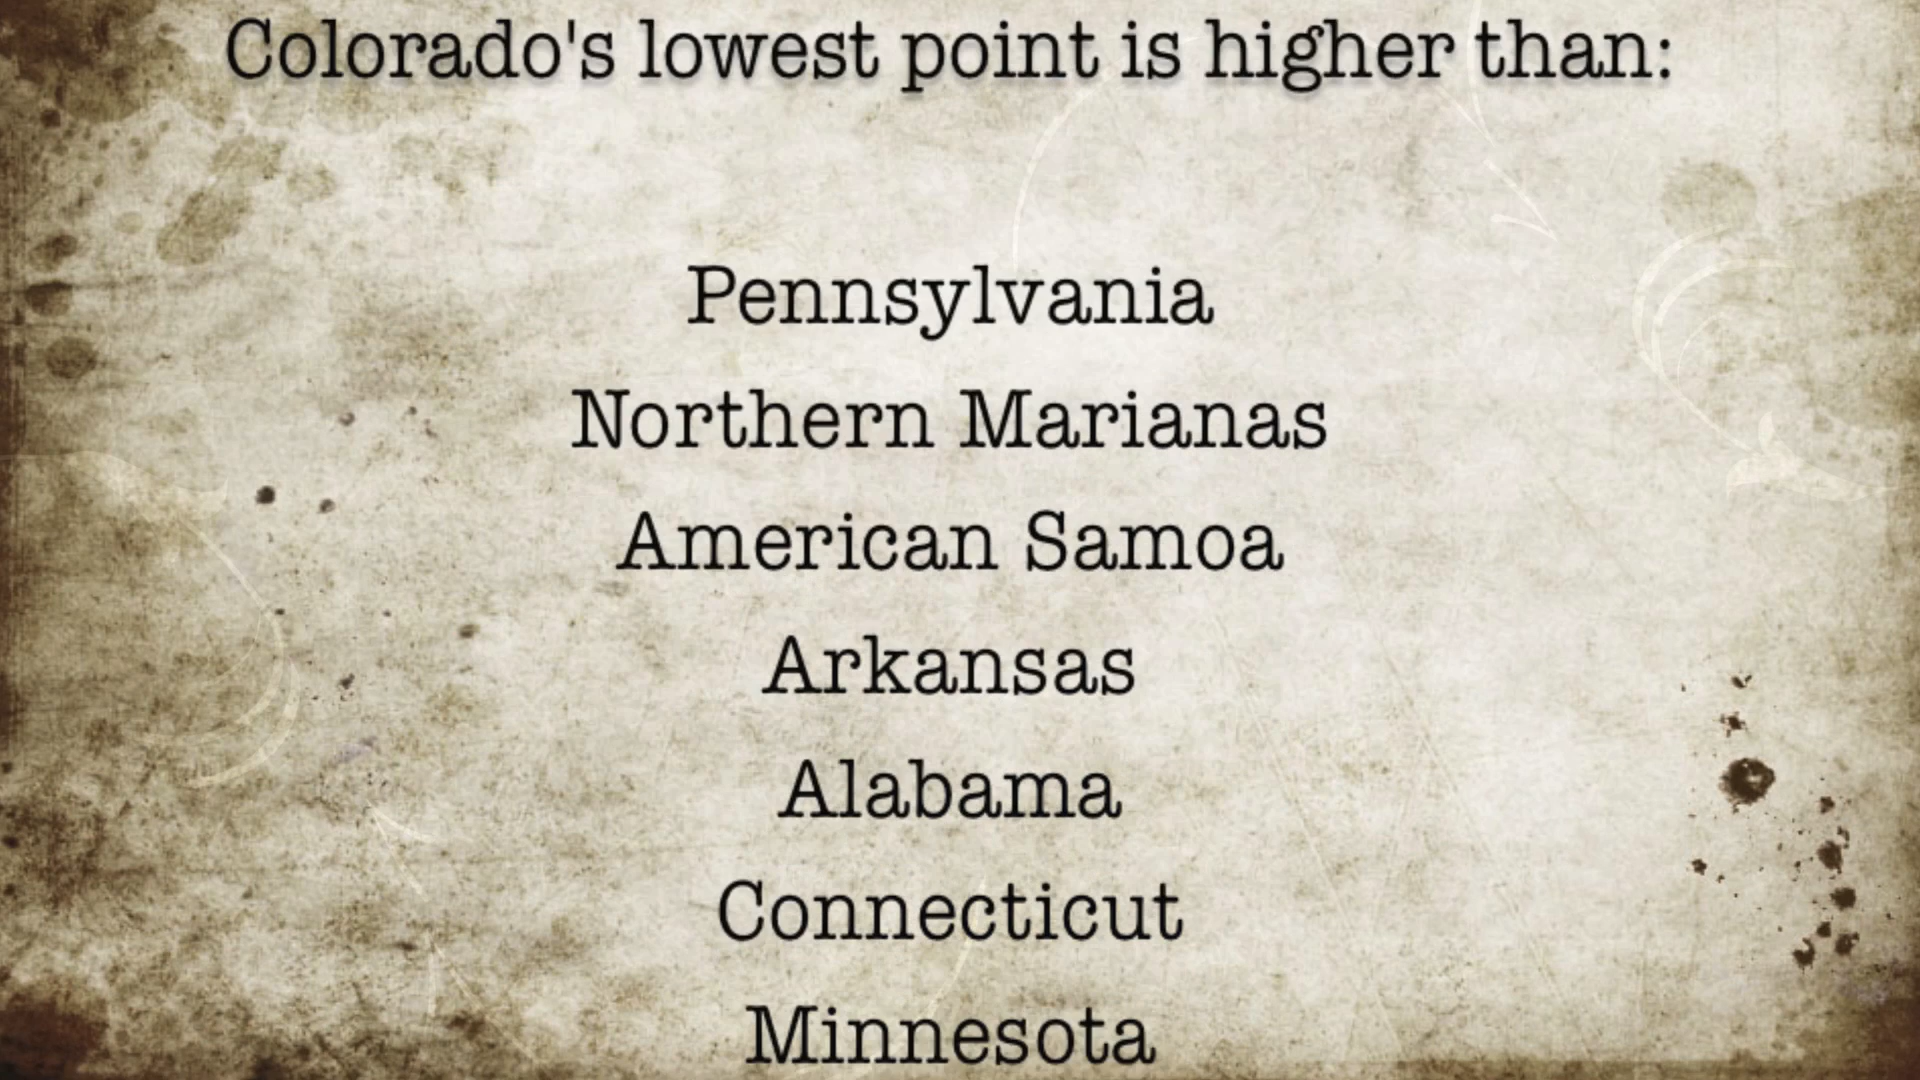 Colorado's lowest point is higher than:
Pennsylvania
Northern Marianas
American Samoa
Arkansas
Alabama
Connecticut
Minnesota